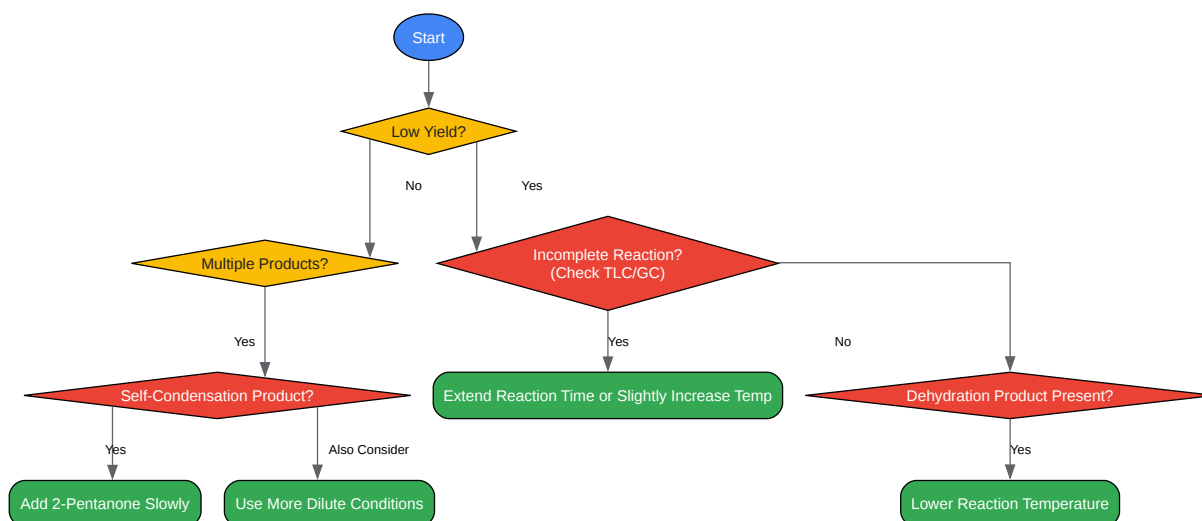 Start
Low Yield?
No
Yes
Multiple Products?
Incomplete Reaction?
(Check TLC/GC)
Yes
Yes
No
Self-Condensation Product?
Extend Reaction Time or Slightly Increase Temp
Dehydration Product Present?
Yes
Also Consider
Yes
Add 2-Pentanone Slowly
Use More Dilute Conditions
Lower Reaction Temperature